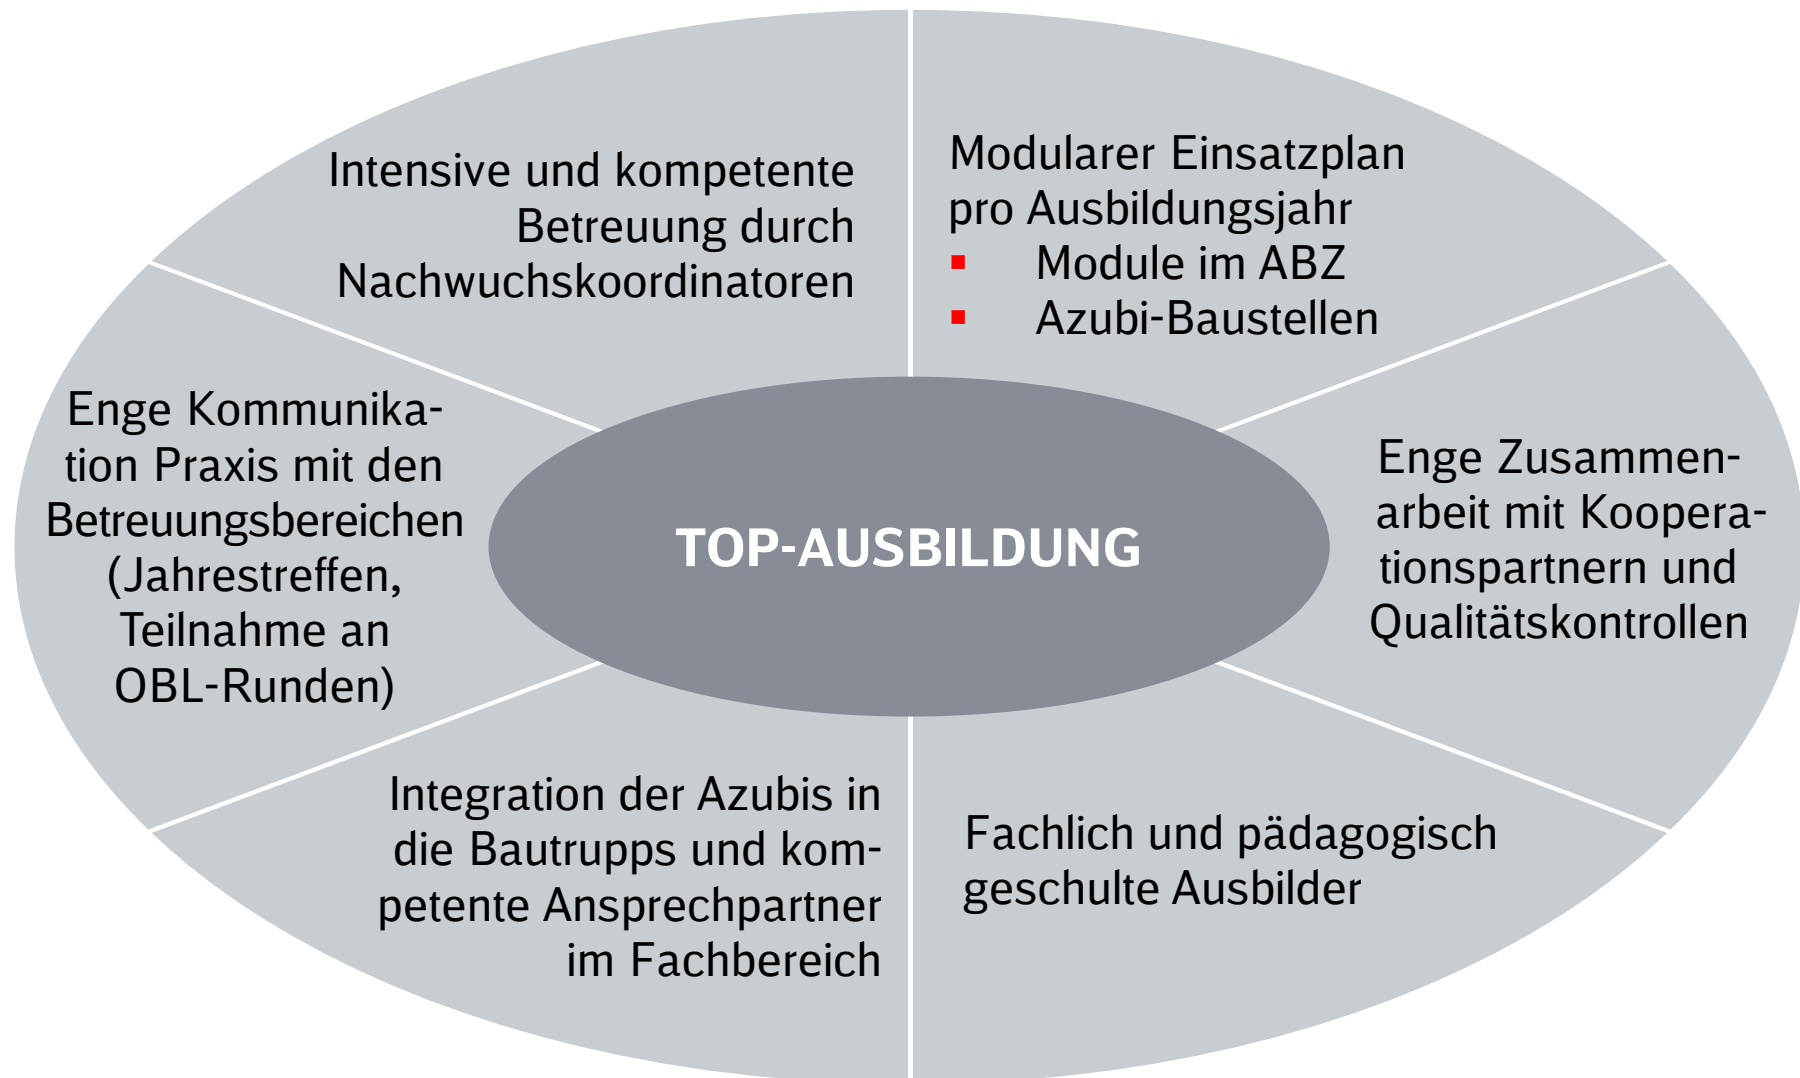 Intensive und kompetente
Betreuung durch
Nachwuchskoordinatoren
Modularer Einsatzplan
pro Ausbildungsjahr
▪ Module im ABZ
▪ Azubi-Baustellen
Enge Kommunika-
tion Praxis mit den
Betreuungsbereichen
(Jahrestreffen,
Teilnahme an
OBL-Runden)
TOP-AUSBILDUNG
Enge Zusammen-
arbeit mit Koopera-
tionspartnern und
Qualitätskontrollen
Integration der Azubis in
die Bautrupps und kom-
petente Ansprechpartner
im Fachbereich
Fachlich und pädagogisch
geschulte Ausbilder